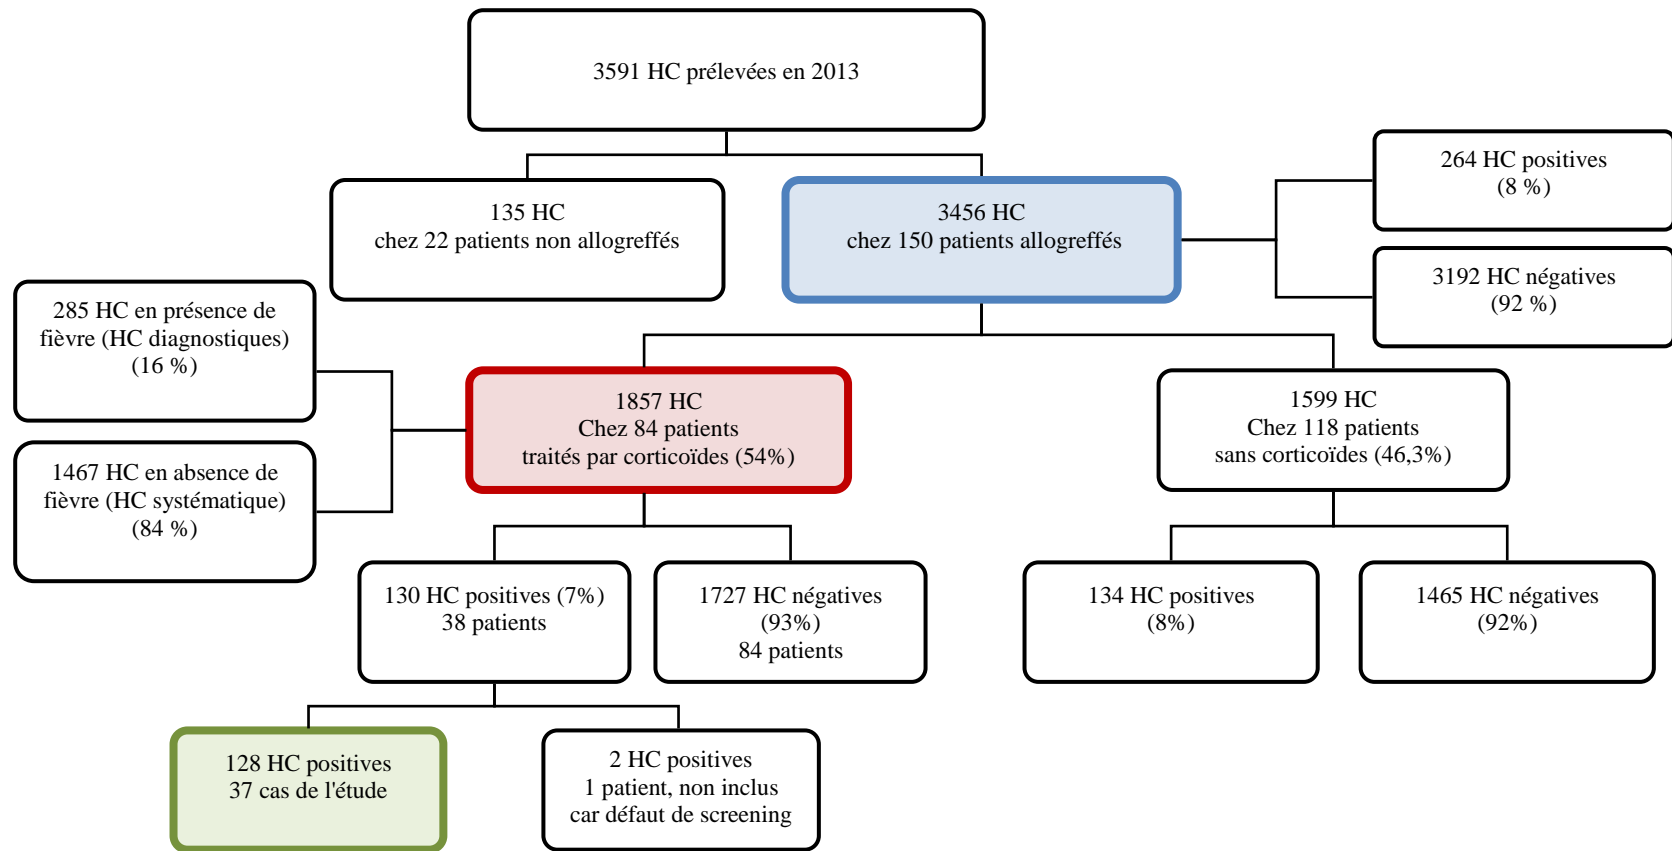 3591 HC prélevées en 2013
135 HC
chez 22 patients non allogreffés
3456 HC
chez 150 patients allogreffés
264 HC positives
(8 %)
3192 HC négatives
(92 %)
285 HC en présence de
fièvre (HC diagnostiques)
(16 %)
1467 HC en absence de
fièvre (HC systématique)
(84 %)
1857 HC
Chez 84 patients
traités par corticoïdes (54%)
1599 HC
Chez 118 patients
sans corticoïdes (46,3%)
130 HC positives (7%)
38 patients
1727 HC négatives
(93%)
84 patients
134 HC positives
(8%)
1465 HC négatives
(92%)
128 HC positives
37 cas de l'étude
2 HC positives
1 patient, non inclus
car défaut de screening